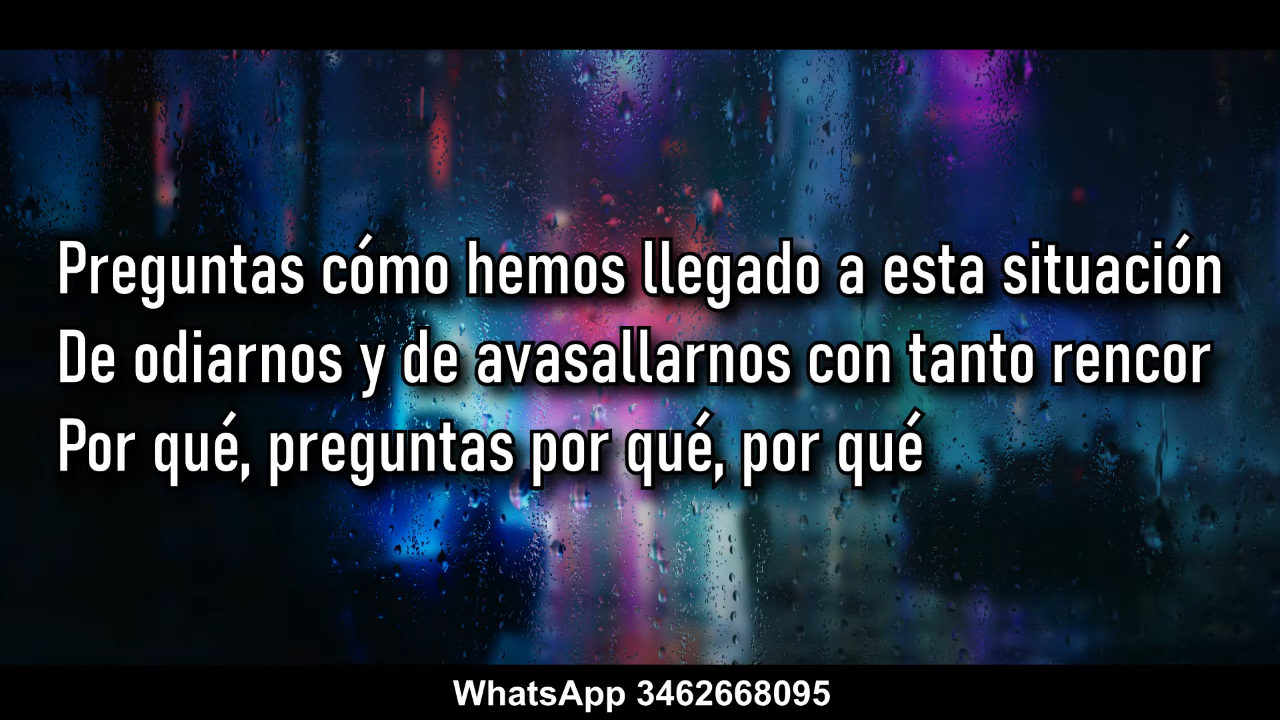 Preguntas cómo hemos llegado a esta situación
De odiarnos y de avasallarnos con tanto rencor
Por qué, preguntas por qué, por qué
WhatsApp 3462668095